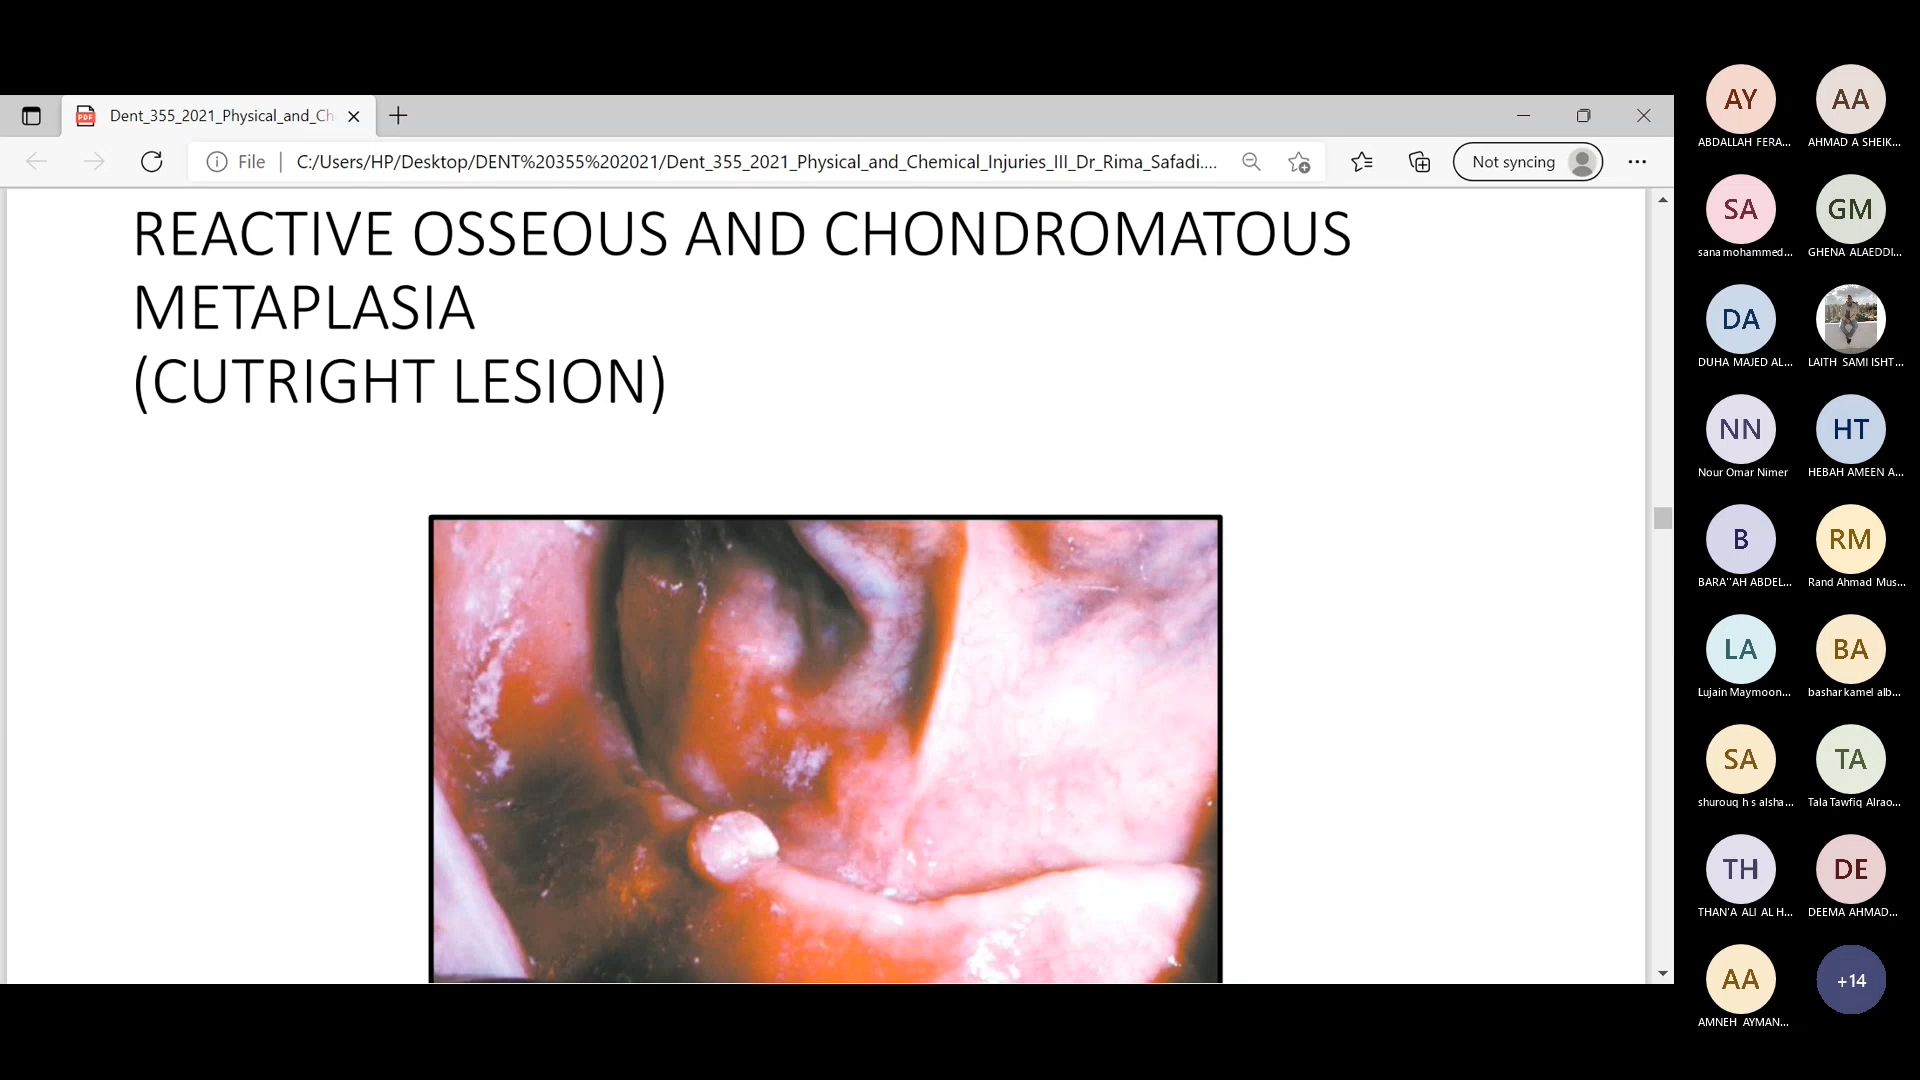 Dent_355_2021_Physical_and_Ch
File
C:/Users/HP/Desktop/DENT%20355%202021/Dent_355_2021_Physical_and_Chemical_Injuries_III_Dr_Rima_Safadi....
Not syncing
REACTIVE OSSEOUS AND CHONDROMATOUS
METAPLASIA
(CUTRIGHT LESION)
AY
AA
ABDALLAH FERA...
AHMAD A SHEIK...
SA
GM
sana mohammed...
GHENA ALAEDDI...
DA
DUHA MAJED AL...
LAITH SAMI ISHT...
NN
HT
Nour Omar Nimer
HEBAH AMEEN A...
B
RM
BARA''AH ABDEL...
Rand Ahmad Mus...
LA
BA
Lujain Maymoon...
bashar kamel alb...
SA
TA
shurouq h s alsha...
Tala Tawfiq Alrao...
TH
DE
THAN'A ALI AL H...
DEEMA AHMAD...
AA
+14
AMNEH AYMAN...
PDF